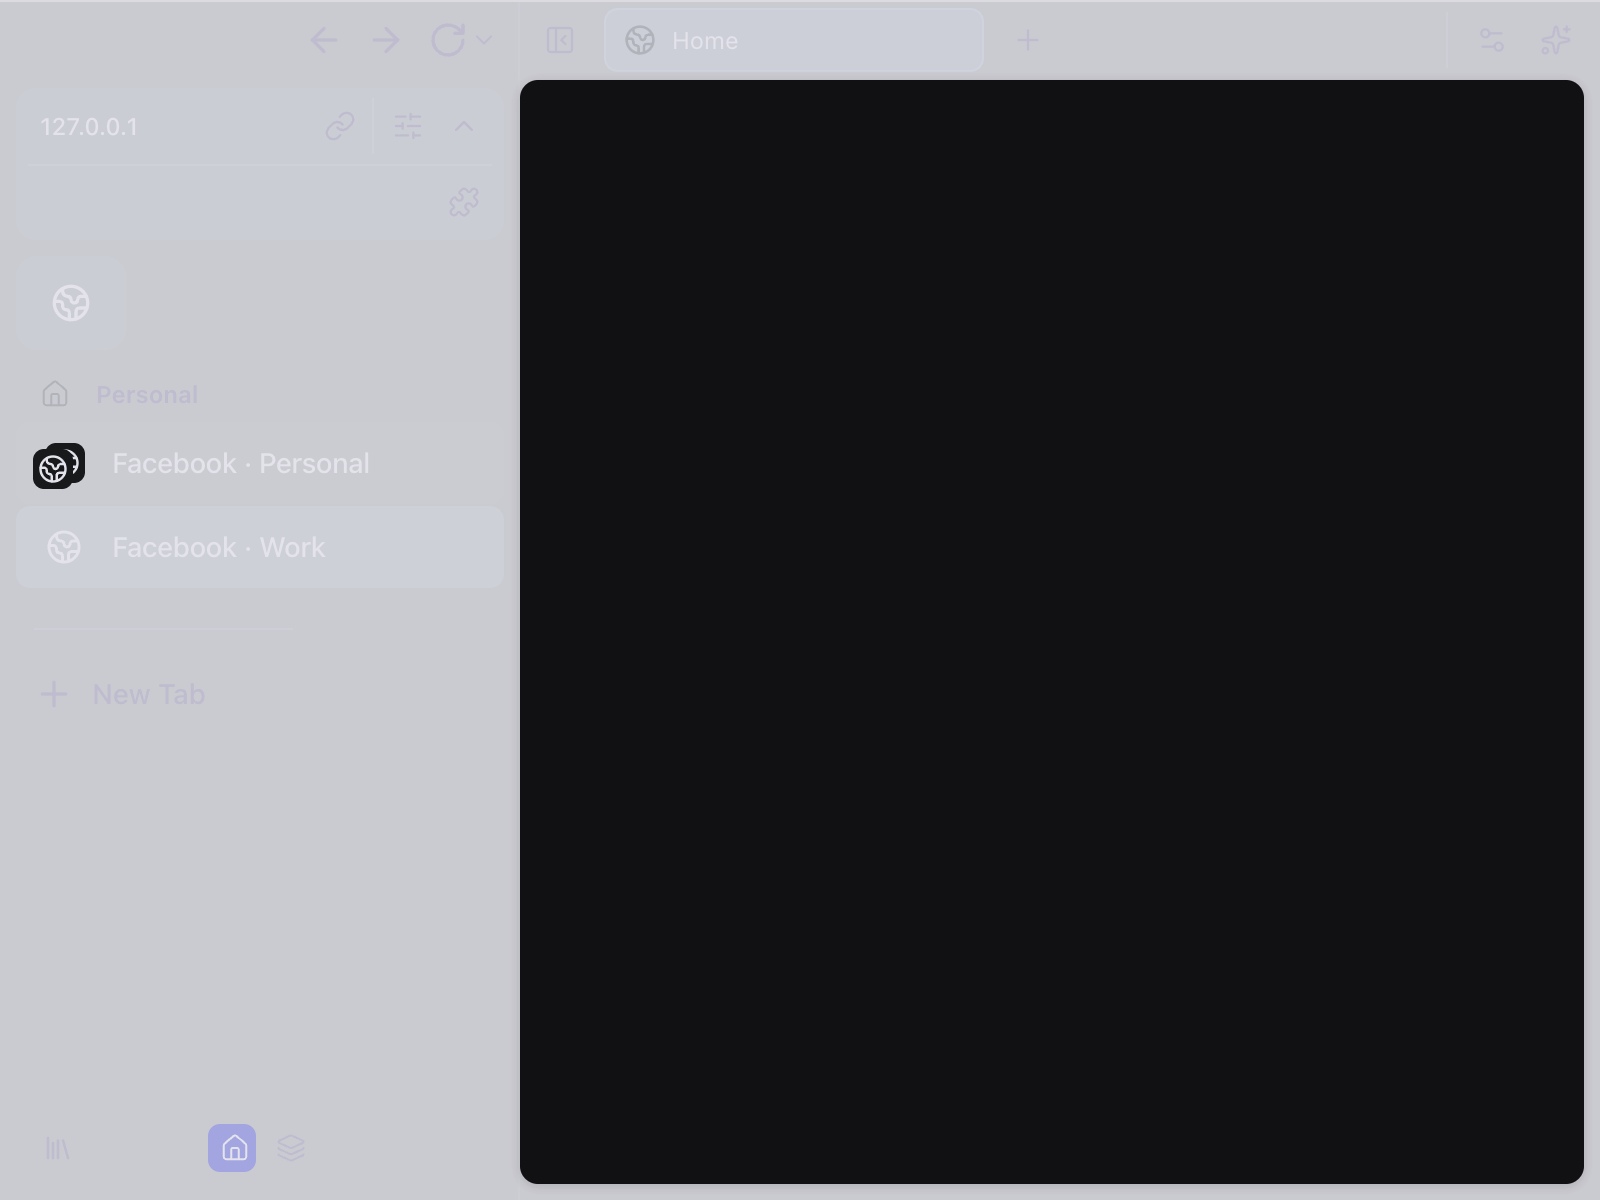 Home
127.0.0.1
Personal
Facebook · Personal
Facebook · Work
New Tab